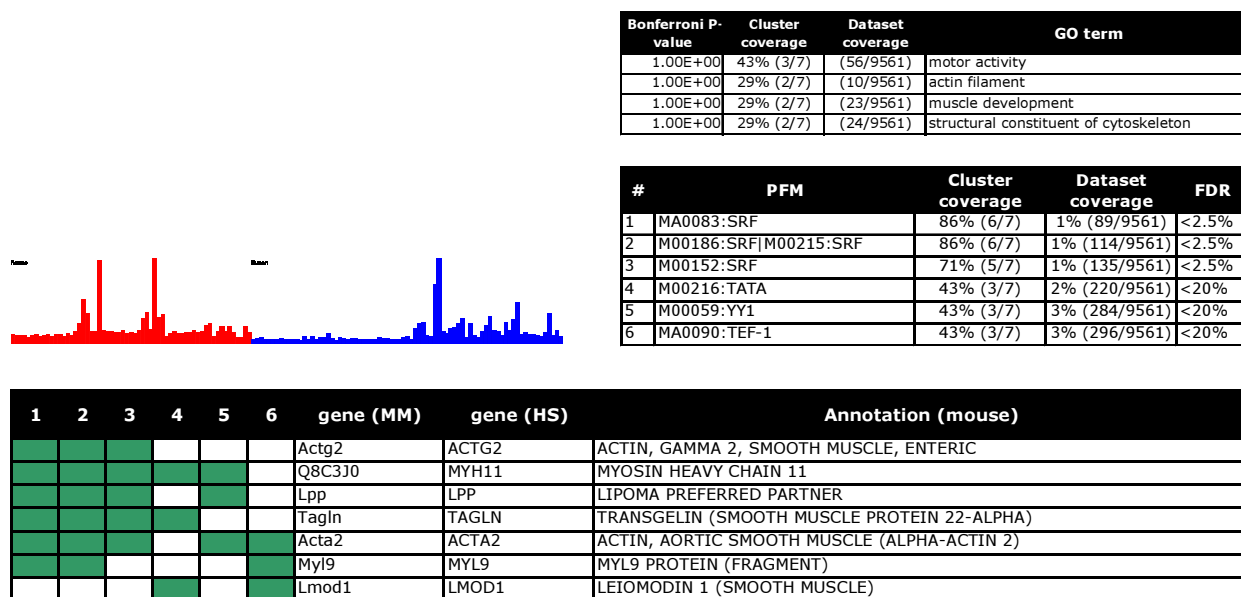 Bonferroni P-value Cluster coverage Dataset coverage GO term
1.00E+00 43% (3/7) (56/9561) motor activity
1.00E+00 29% (2/7) (10/9561) actin filament
1.00E+00 29% (2/7) (23/9561) muscle development
1.00E+00 29% (2/7) (24/9561) structural constituent of cytoskeleton
# PFM Cluster coverage Dataset coverage FDR
1 MA0083:SRF 86% (6/7) 1% (89/9561) <2.5%
2 M00186:SRF|M00215:SRF 86% (6/7) 1% (114/9561) <2.5%
3 M00152:SRF 71% (5/7) 1% (135/9561) <2.5%
4 M00216:TATA 43% (3/7) 2% (220/9561) <20%
5 M00059:YY1 43% (3/7) 3% (284/9561) <20%
6 MA0090:TEF-1 43% (3/7) 3% (296/9561) <20%
1 2 3 4 5 6 gene (MM) gene (HS) Annotation (mouse)
Actg2 ACTG2 ACTIN, GAMMA 2, SMOOTH MUSCLE, ENTERIC
Q8C3J0 MYH11 MYOSIN HEAVY CHAIN 11
Lpp LPP LIPOMA PREFERRED PARTNER
Tagln TAGLN TRANSGELIN (SMOOTH MUSCLE PROTEIN 22-ALPHA)
Acta2 ACTA2 ACTIN, AORTIC SMOOTH MUSCLE (ALPHA-ACTIN 2)
Myl9 MYL9 MYL9 PROTEIN (FRAGMENT)
Lmod1 LMOD1 LEIOMODIN 1 (SMOOTH MUSCLE)